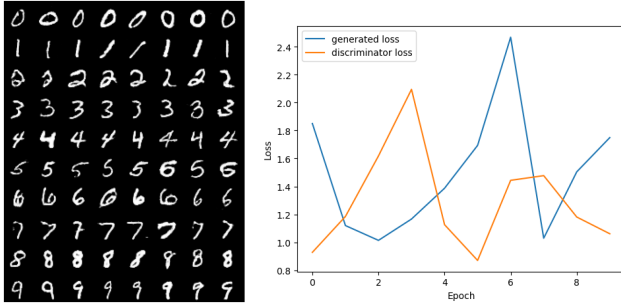 0 0 0 0 0 0 0 0
1 1 1 1 1 1 1 1
2 2 2 2 2 2 2 2
3 3 3 3 3 3 3 3
4 4 4 4 4 4 4 4
5 5 5 5 5 5 5 5
6 6 6 6 6 6 6 6
7 7 7 7 7 7 7 7
8 8 8 8 8 8 8 8
9 9 9 9 9 9 9 9
generated loss
discriminator loss
2.4
2.2
2.0
1.8
1.6
1.4
1.2
1.0
0.8
Loss
0 2 4 6 8
Epoch